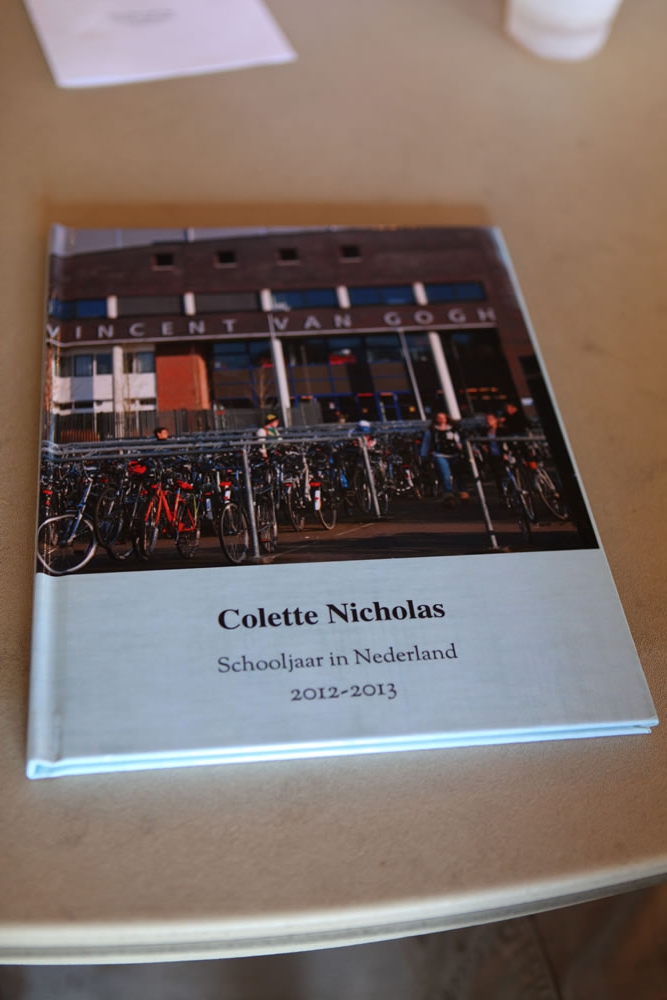 VINCENT VAN GOGH
Colette Nicholas
Schooljaar in Nederland
2012-2013